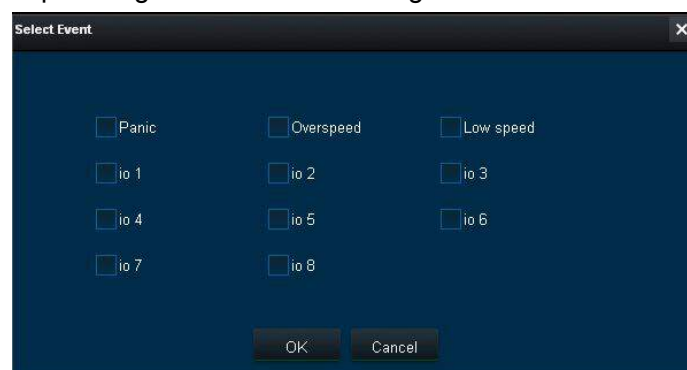 Select Event
Panic Overspeed Low speed
io 1 io 2 io 3
io 4 io 5 io 6
io 7 io 8
OK Cancel